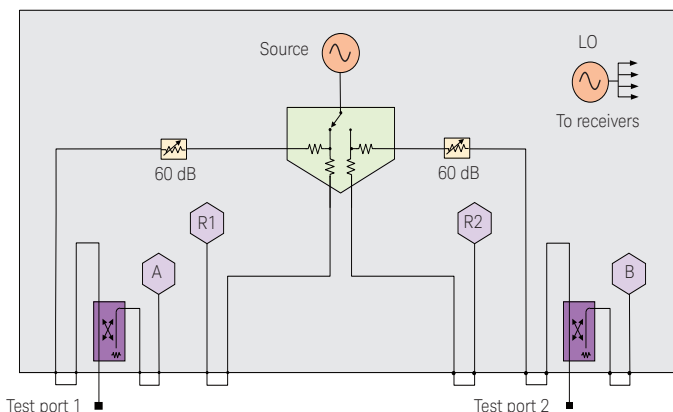 Source
LO
To receivers
60 dB
60 dB
R1
R2
A
B
Test port 1
Test port 2